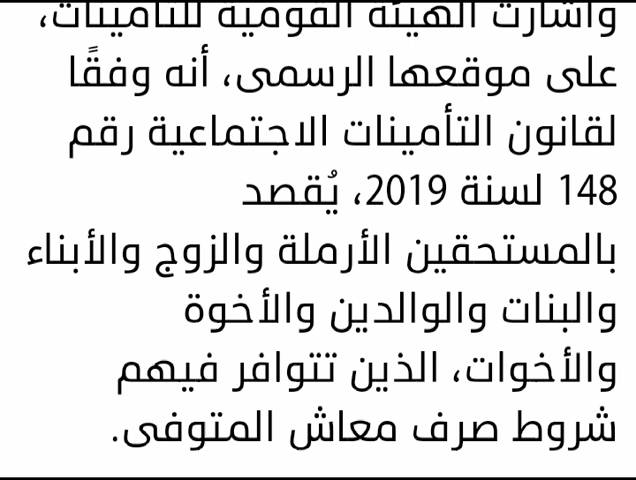 وأشارت الهيئة القومية للتأمينات،
على موقعها الرسمى، أنه وفقًا
لقانون التأمينات الاجتماعية رقم
148 لسنة 2019، يُقصد
بالمستحقين الأرملة والزوج والأبناء
والبنات والوالدين والأخوة
والأخوات، الذين تتوافر فيهم
شروط صرف معاش المتوفى.